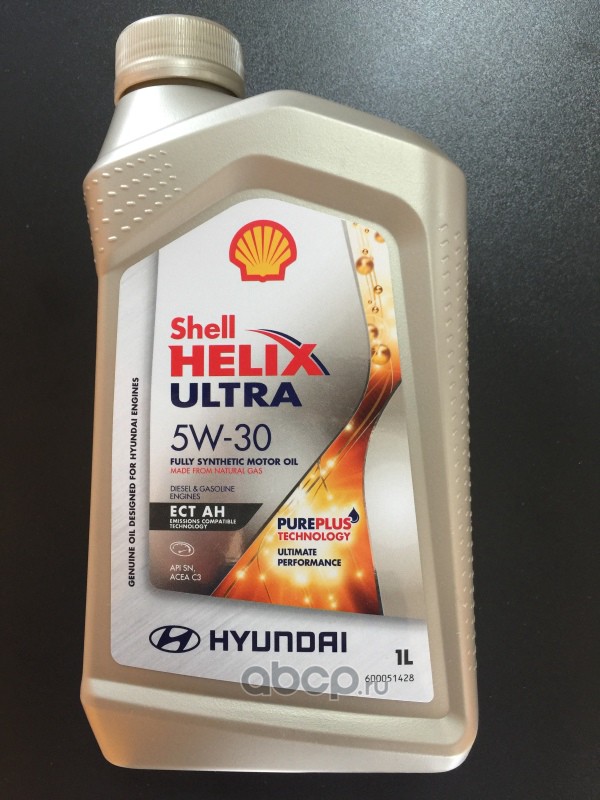 Shell
HELIX
ULTRA
5W-30
FULLY SYNTHETIC MOTOR OIL
MADE FROM NATURAL GAS
DIESEL & GASOLINE
ENGINES
ECT AH
EMISSIONS COMPATIBLE
TECHNOLOGY
API SN,
ACEA C3
PUREPLUS
TECHNOLOGY
ULTIMATE
PERFORMANCE
GENUINE OIL DESIGNED FOR HYUNDAI ENGINES
HYUNDAI
1L
600051428
abcp.ru